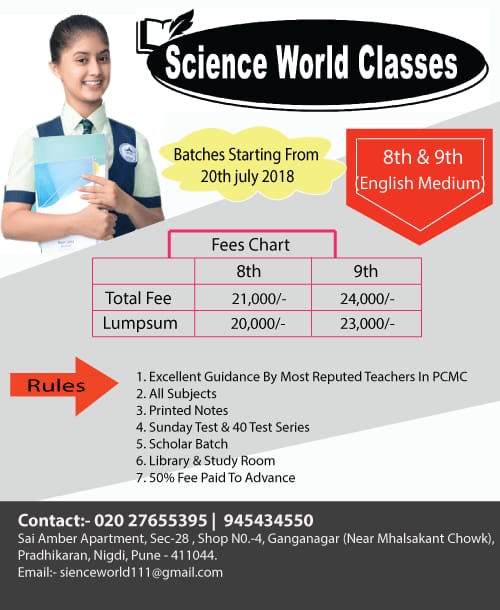 Science World Classes
Batches Starting From
20th july 2018
8th & 9th
(English Medium)
Fees Chart
8th 9th
Total Fee 21,000/- 24,000/-
Lumpsum 20,000/- 23,000/-
Rules
1. Excellent Guidance By Most Reputed Teachers In PCMC
2. All Subjects
3. Printed Notes
4. Sunday Test & 40 Test Series
5. Scholar Batch
6. Library & Study Room
7. 50% Fee Paid To Advance
Contact:- 020 27655395 | 945434550
Sai Amber Apartment, Sec-28 , Shop N0.-4, Ganganagar (Near Mhalsakant Chowk),
Pradhikaran, Nigdi, Pune - 411044.
Email:- sienceworld111@gmail.com